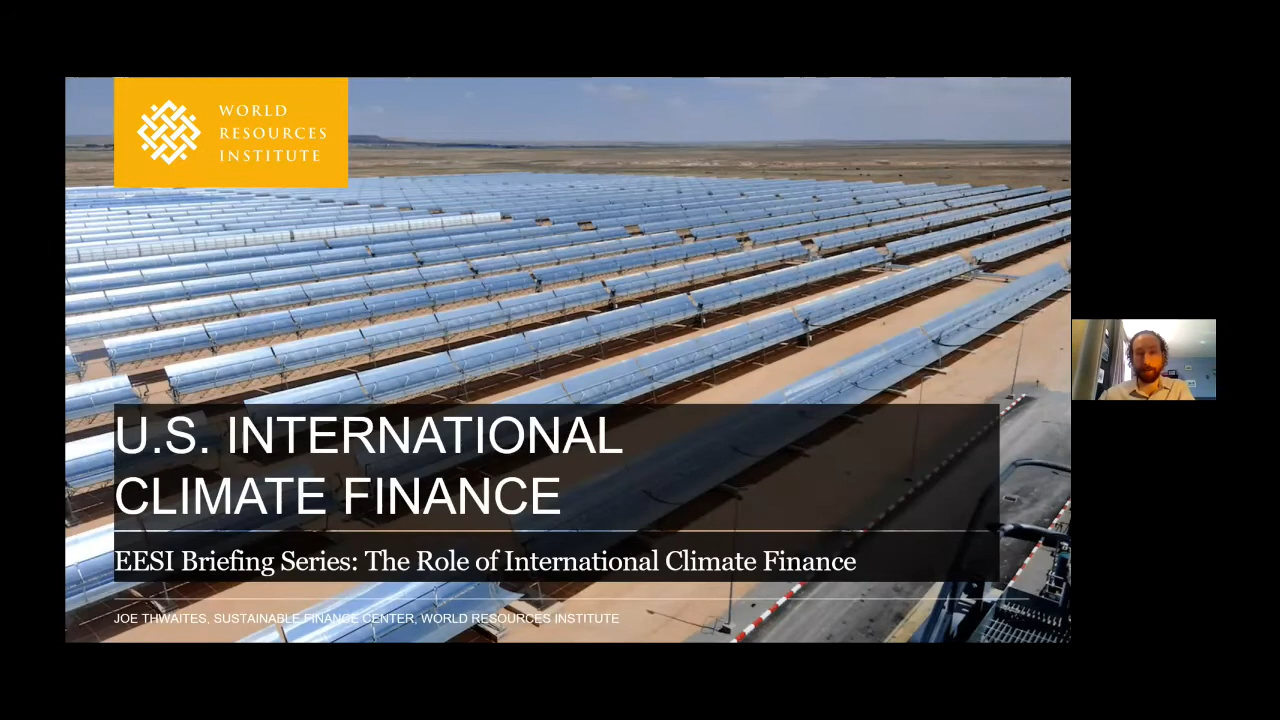 WORLD
RESOURCES
INSTITUTE
U.S. INTERNATIONAL
CLIMATE FINANCE
EESI Briefing Series: The Role of International Climate Finance
JOE THWAITES, SUSTAINABLE FINANCE CENTER, WORLD RESOURCES INSTITUTE